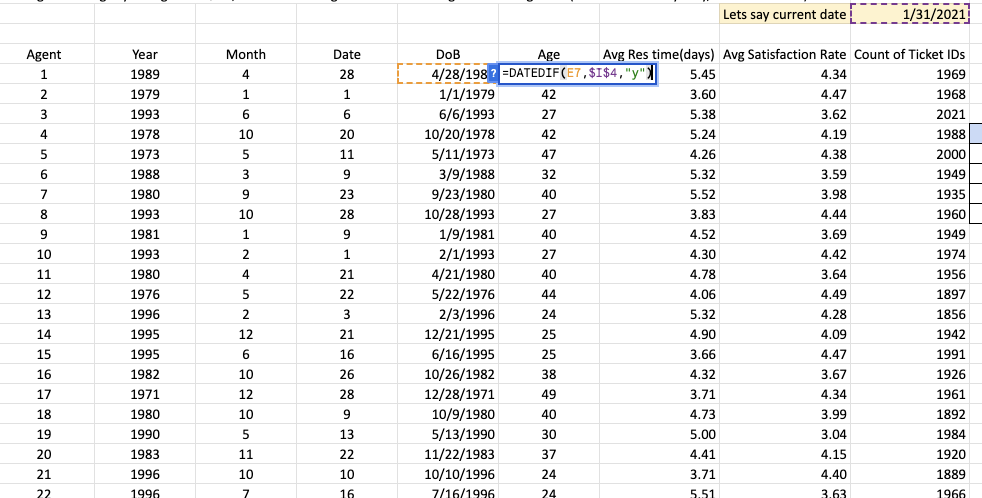 Lets say current date 1/31/2021
Agent Year Month Date DoB Age Avg Res time(days) Avg Satisfaction Rate Count of Ticket IDs
1 1989 4 28 4/28/198 ? =DATEDIF(E7,$I$4,"y") 5.45 4.34 1969
2 1979 1 1 1/1/1979 42 3.60 4.47 1968
3 1993 6 6 6/6/1993 27 5.38 3.62 2021
4 1978 10 20 10/20/1978 42 5.24 4.19 1988
5 1973 5 11 5/11/1973 47 4.26 4.38 2000
6 1988 3 9 3/9/1988 32 5.32 3.59 1949
7 1980 9 23 9/23/1980 40 5.52 3.98 1935
8 1993 10 28 10/28/1993 27 3.83 4.44 1960
9 1981 1 9 1/9/1981 40 4.52 3.69 1949
10 1993 2 1 2/1/1993 27 4.30 4.42 1974
11 1980 4 21 4/21/1980 40 4.78 3.64 1956
12 1976 5 22 5/22/1976 44 4.06 4.49 1897
13 1996 2 3 2/3/1996 24 5.32 4.28 1856
14 1995 12 21 12/21/1995 25 4.90 4.09 1942
15 1995 6 16 6/16/1995 25 3.66 4.47 1991
16 1982 10 26 10/26/1982 38 4.32 3.67 1926
17 1971 12 28 12/28/1971 49 3.71 4.34 1961
18 1980 10 9 10/9/1980 40 4.73 3.99 1892
19 1990 5 13 5/13/1990 30 5.00 3.04 1984
20 1983 11 22 11/22/1983 37 4.41 4.15 1920
21 1996 10 10 10/10/1996 24 3.71 4.40 1889
22 1996 7 16 7/16/1996 24 5.51 3.63 1966